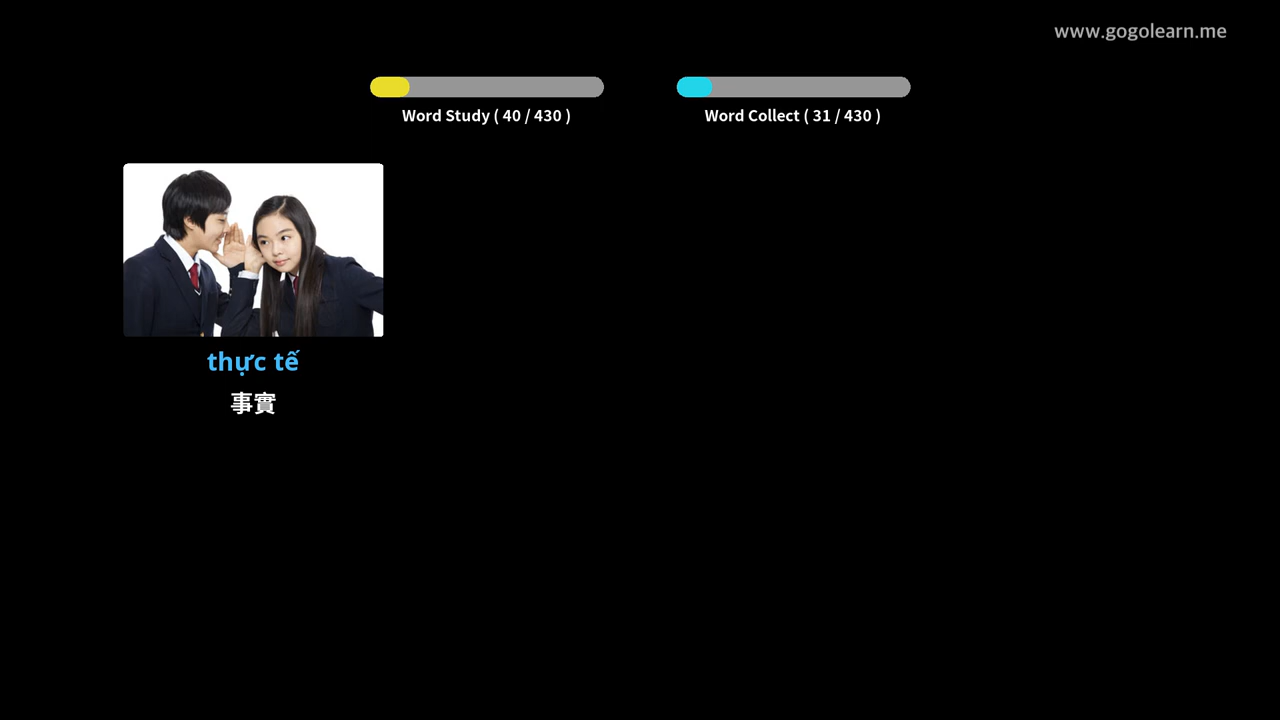 www.gogolearn.me
Word Study ( 40 / 430 )
Word Collect ( 31 / 430 )
thực tế
事實